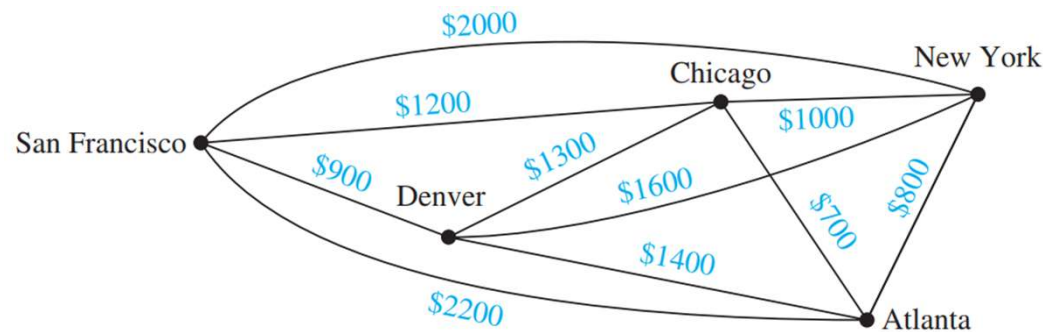 $2000
New York
Chicago
$1200
$1000
San Francisco
$900
$1300
Denver
$1600
$800
$700
$1400
$2200
Atlanta